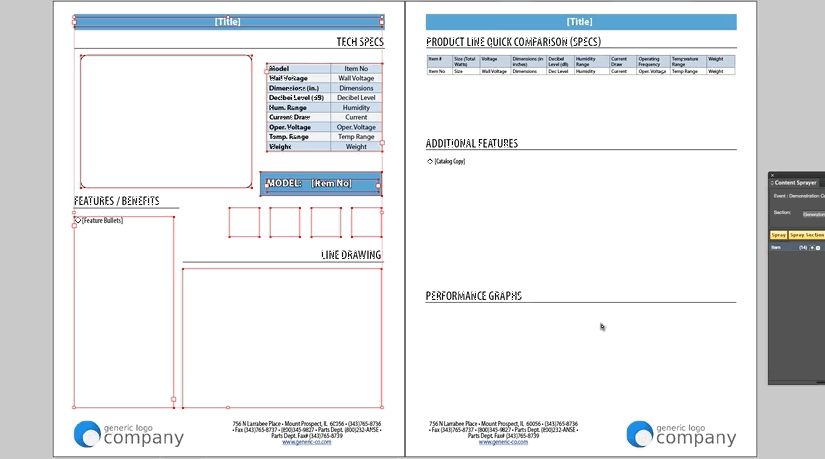 [Title]
TECH SPECS
Model Item No
Wall Voltage Wall Voltage
Dimensions (in.) Dimensions
Decibel Level (dB) Decibel Level
Hum. Range Humidity
Current Draw Current
Oper. Voltage Oper. Voltage
Temp. Range Temp Range
Weight Weight
MODEL: [Item No]
FEATURES / BENEFITS
[Feature Bullets]
LINE DRAWING
generic logo
company
756 N Larrabee Place • Mount Prospect, IL 60056 • (343)765-8736
• Fax (343)765-8737 • (800)345-9827 • Parts Dept. (800)232-ANSE •
Parts Dept. Fax# (343)765-8739
www.generic-co.com
[Title]
PRODUCT LINE QUICK COMPARISON (SPECS)
Item # Size (Total Watts) Voltage Dimensions (in inches) Decibel Level (dB) Humidity Range Current Draw Operating Frequency Temperature Range Weight
Item No Size Wall Voltage Dimensions Dec Level Humidity Current Oper. Voltage Temp Range Weight
ADDITIONAL FEATURES
[Catalog Copy]
PERFORMANCE GRAPHS
756 N Larrabee Place • Mount Prospect, IL 60056 • (343)765-8736
• Fax (343)765-8737 • (800)345-9827 • Parts Dept. (800)232-ANSE •
Parts Dept. Fax# (343)765-8739
www.generic-co.com
generic logo
company
Content Sprayer
Event : Demonstration
Section:
Spray Spray Section
Item (14)